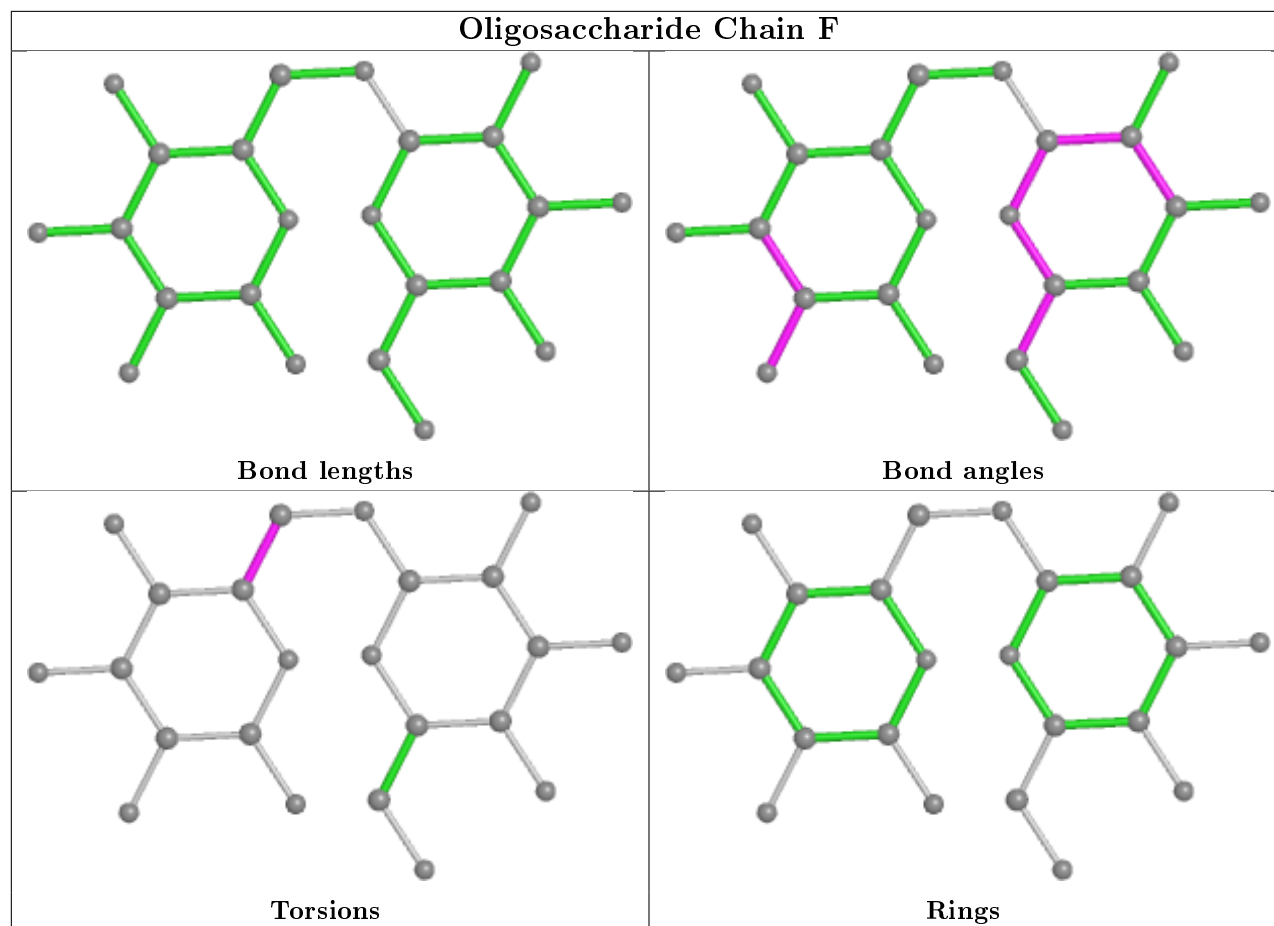 Oligosaccharide Chain F
Bond lengths
Bond angles
Torsions
Rings